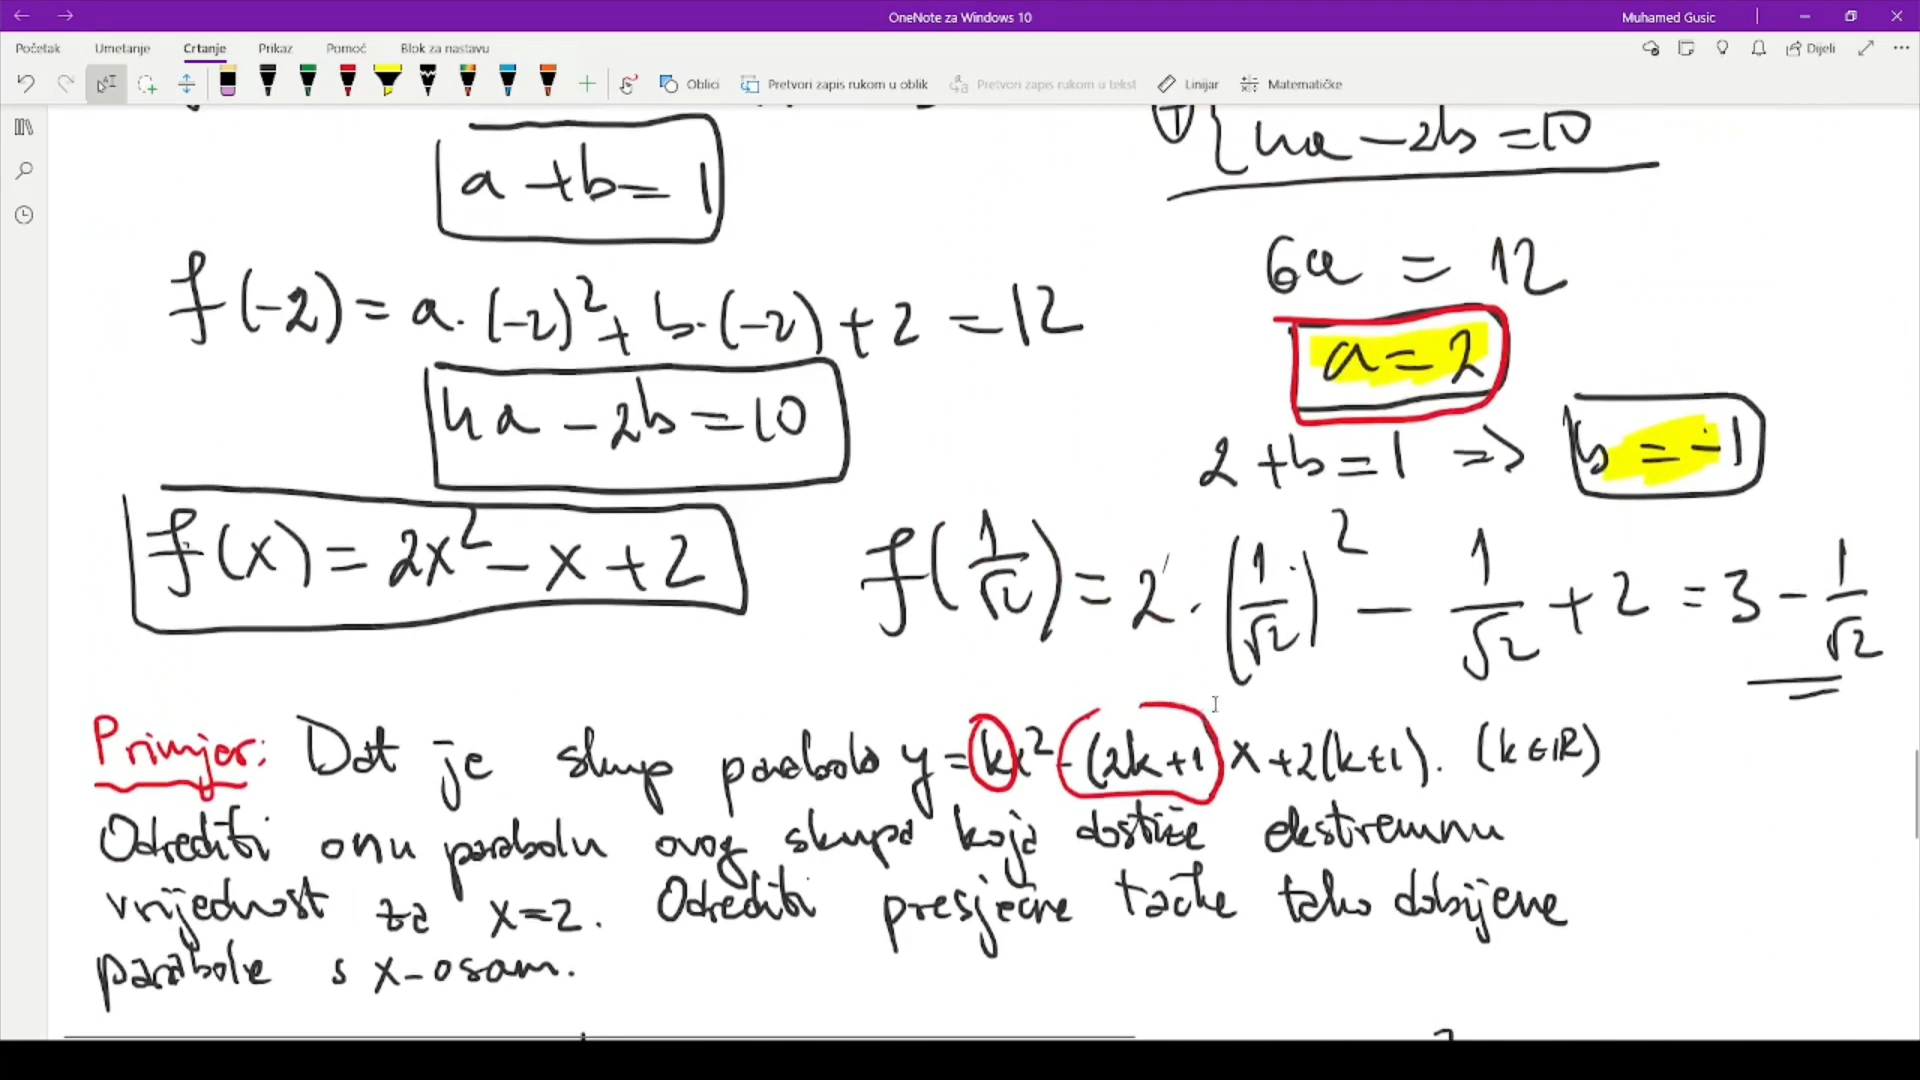 OneNote za Windows 10
Muhamed Gusic
Početak Umetanje Crtanje Prikaz Pomoć Blok za nastavu
Dijeli
Oblici Pretvori zapis rukom u oblik Pretvori zapis rukom u tekst Linijar Matematičke
a + b = 1
4a - 2b = 10
f(-2) = a·(-2)² + b·(-2) + 2 = 12
6a = 12
a = 2
4a - 2b = 10
2 + b = 1 => b = -1
f(x) = 2x² - x + 2
f(1/√2) = 2·(1/√2)² - 1/√2 + 2 = 3 - 1/√2
Primjer: Dat je skup parabola y = kx² - (2k+1)x + 2(k+1). (k∈ℝ)
Odrediti onu parabolu ovog skupa koja dostiže ekstremnu
vrijednost za x=2. Odrediti presječne tačke tako dobijene
parabole s x-osom.